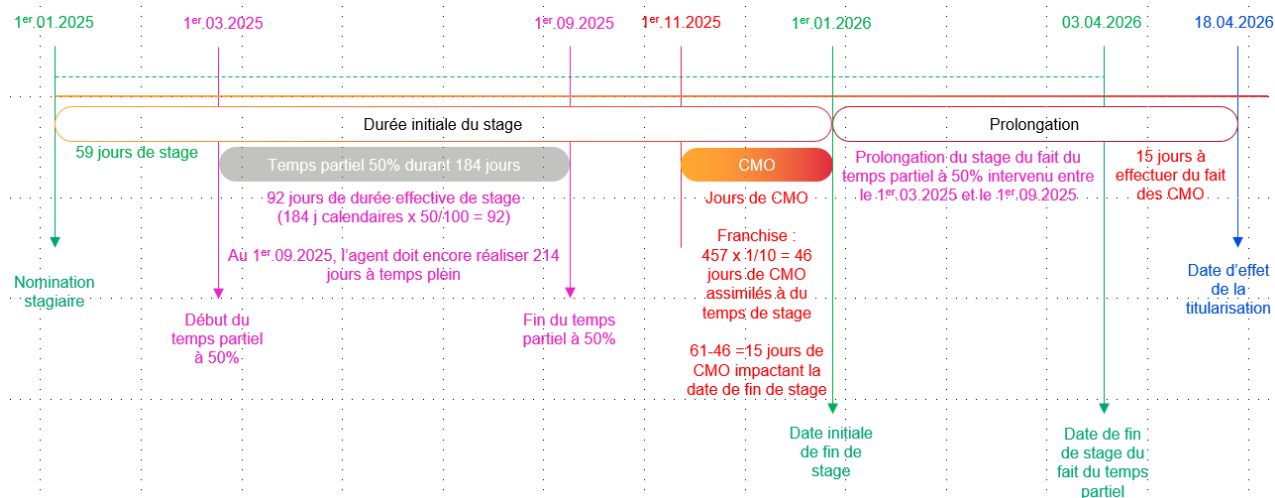 1er.01.2025
1er.03.2025
1er.09.2025
1er.11.2025
1er.01.2026
03.04.2026
18.04.2026
Durée initiale du stage
Prolongation
59 jours de stage
Temps partiel 50% durant 184 jours
92 jours de durée effective de stage
(184 j calendaires x 50/100 = 92)
Au 1er.09.2025, l'agent doit encore réaliser 214
jours à temps plein
CMO
Jours de CMO
Franchise :
457 x 1/10 = 46
jours de CMO
assimilés à du
temps de stage
61-46 =15 jours de
CMO impactant la
date de fin de stage
Prolongation du stage du fait du
temps partiel à 50% intervenu entre
le 1er.03.2025 et le 1er.09.2025
15 jours à
effectuer du fait
des CMO
Nomination
stagiaire
Début du
temps partiel
à 50%
Fin du temps
partiel à 50%
Date initiale
de fin de
stage
Date de fin
de stage du
fait du temps
partiel
Date d'effet
de la
titularisation